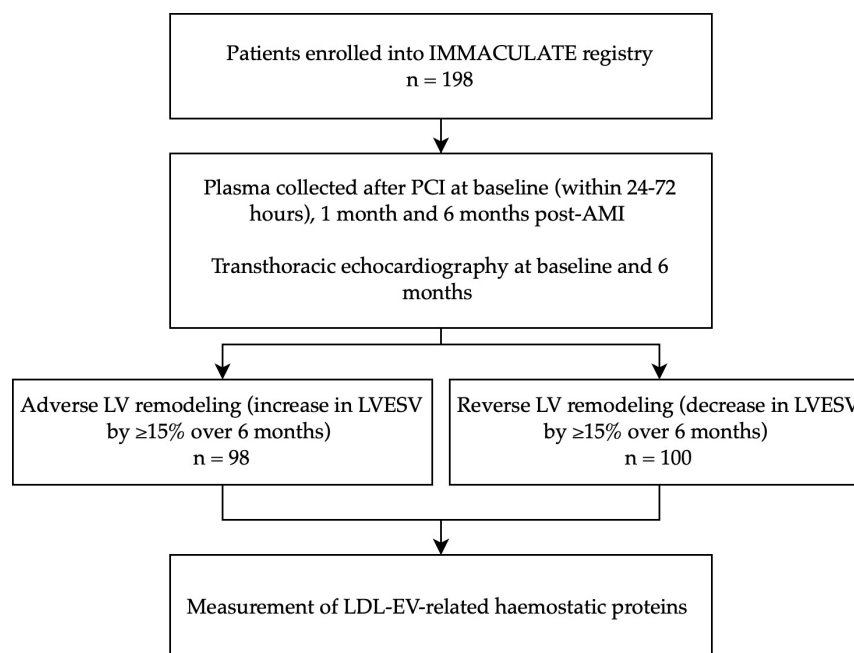 Patients enrolled into IMMACULATE registry
n = 198
Plasma collected after PCI at baseline (within 24-72
hours), 1 month and 6 months post-AMI
Transthoracic echocardiography at baseline and 6
months
Adverse LV remodeling (increase in LVESV
by ≥15% over 6 months)
n = 98
Reverse LV remodeling (decrease in LVESV
by ≥15% over 6 months)
n = 100
Measurement of LDL-EV-related haemostatic proteins